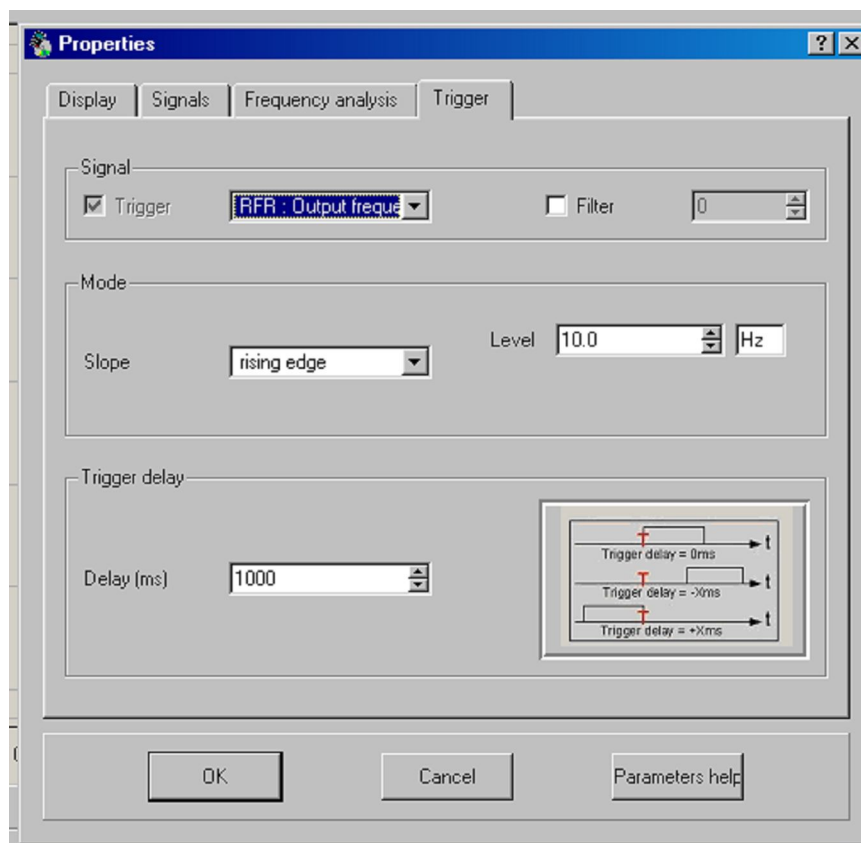 Properties
Display Signals Frequency analysis Trigger
Signal
Trigger RFR : Output freque Filter 0
Mode
Slope rising edge Level 10.0 Hz
Trigger delay
Delay (ms) 1000
T t
Trigger delay = 0ms
T t
Trigger delay = -Xms
T t
Trigger delay = +Xms
OK Cancel Parameters help